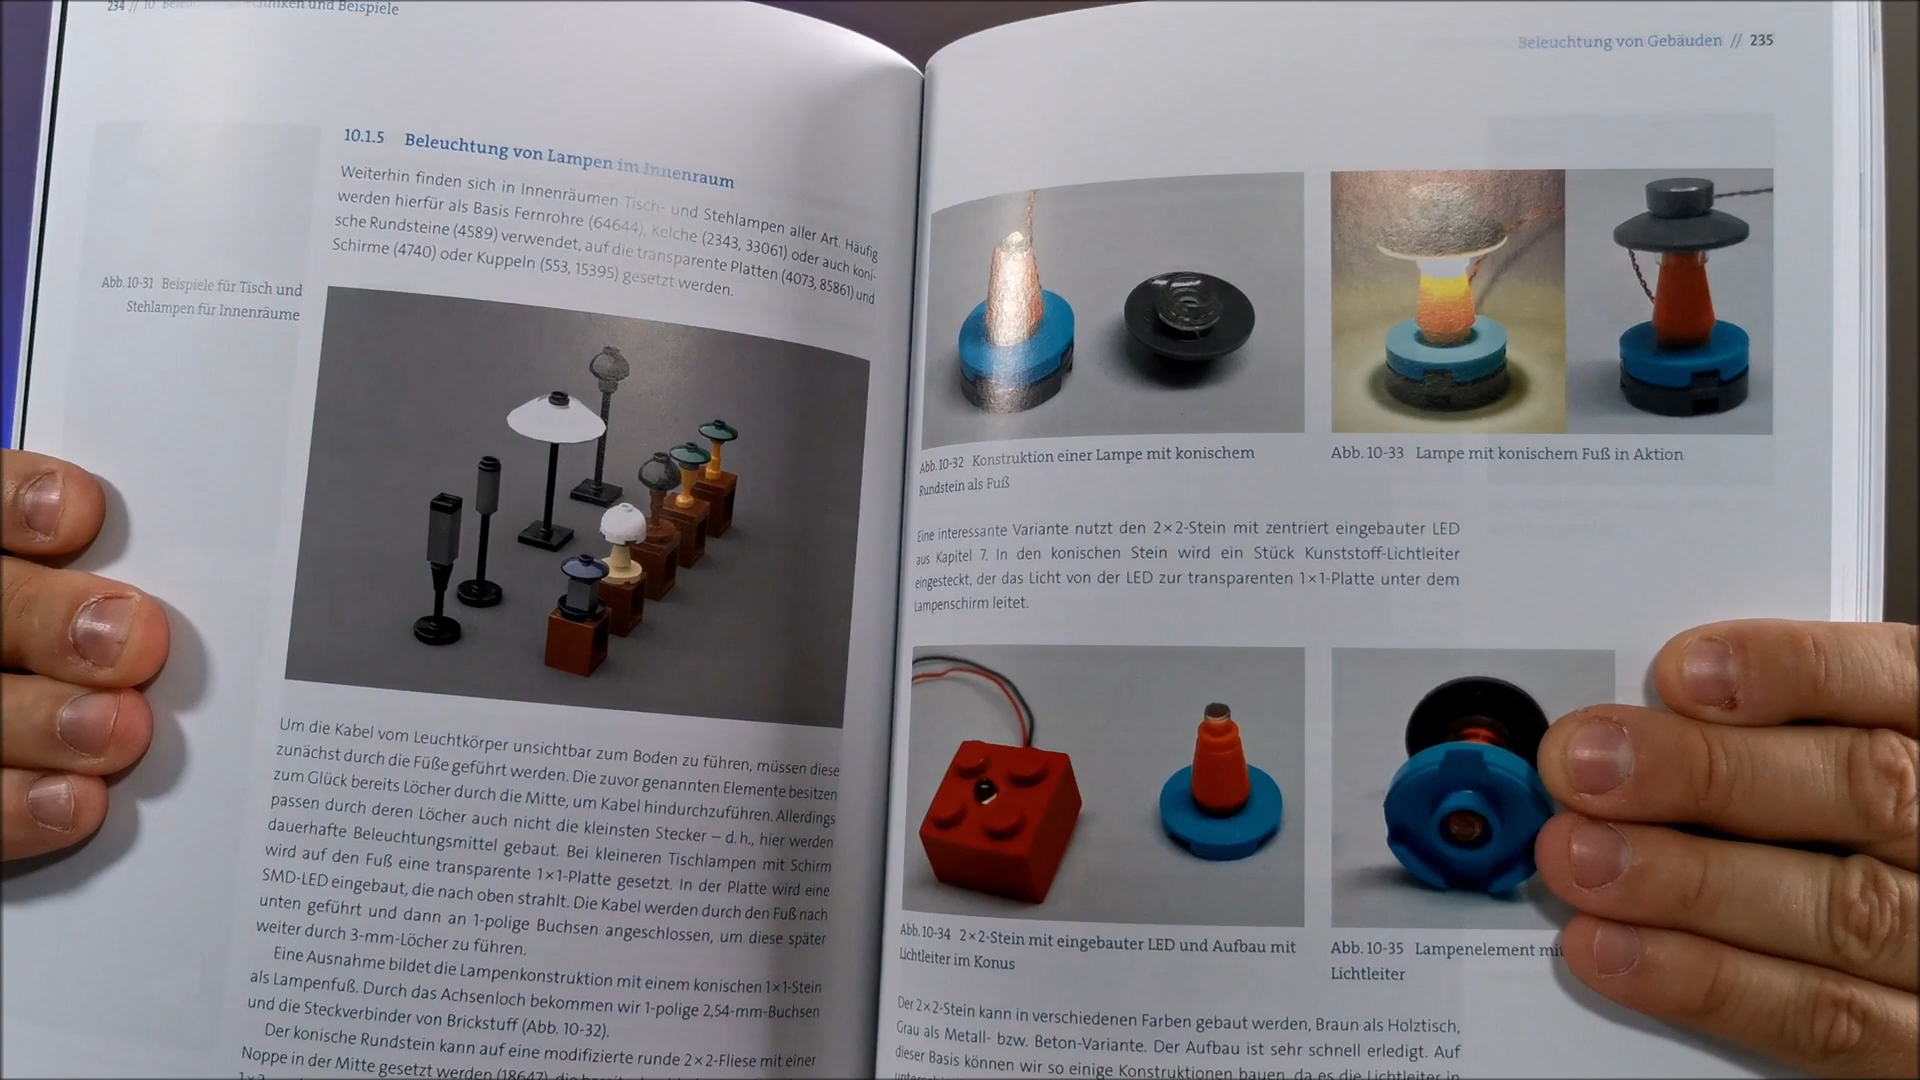 234 // 10 Beleuchtungstechniken und Beispiele
10.1.5 Beleuchtung von Lampen im Innenraum
Weiterhin finden sich in Innenräumen Tisch- und Stehlampen aller Art. Häufig
werden hierfür als Basis Fernrohre (64644), Kelche (2343, 33061) oder auch koni-
sche Rundsteine (4589) verwendet, auf die transparente Platten (4073, 85861) und
Schirme (4740) oder Kuppeln (553, 15395) gesetzt werden.
Abb. 10-31 Beispiele für Tisch und
Stehlampen für Innenräume
Um die Kabel vom Leuchtkörper unsichtbar zum Boden zu führen, müssen diese
zunächst durch die Füße geführt werden. Die zuvor genannten Elemente besitzen
zum Glück bereits Löcher durch die Mitte, um Kabel hindurchzuführen. Allerdings
passen durch deren Löcher auch nicht die kleinsten Stecker – d. h., hier werden
dauerhafte Beleuchtungsmittel gebaut. Bei kleineren Tischlampen mit Schirm
wird auf den Fuß eine transparente 1×1-Platte gesetzt. In der Platte wird eine
SMD-LED eingebaut, die nach oben strahlt. Die Kabel werden durch den Fuß nach
unten geführt und dann an 1-polige Buchsen angeschlossen, um diese später
weiter durch 3-mm-Löcher zu führen.
Eine Ausnahme bildet die Lampenkonstruktion mit einem konischen 1×1-Stein
als Lampenfuß. Durch das Achsenloch bekommen wir 1-polige 2,54-mm-Buchsen
und die Steckverbinder von Brickstuff (Abb. 10-32).
Der konische Rundstein kann auf eine modifizierte runde 2×2-Fliese mit einer
Noppe in der Mitte gesetzt werden (18647), die
Beleuchtung von Gebäuden // 235
Abb. 10-32 Konstruktion einer Lampe mit konischem
Rundstein als Fuß
Abb. 10-33 Lampe mit konischem Fuß in Aktion
Eine interessante Variante nutzt den 2×2-Stein mit zentriert eingebauter LED
aus Kapitel 7. In den konischen Stein wird ein Stück Kunststoff-Lichtleiter
eingesteckt, der das Licht von der LED zur transparenten 1×1-Platte unter dem
Lampenschirm leitet.
Abb. 10-34 2×2-Stein mit eingebauter LED und Aufbau mit
Lichtleiter im Konus
Abb. 10-35 Lampenelement mit
Lichtleiter
Der 2×2-Stein kann in verschiedenen Farben gebaut werden, Braun als Holztisch,
Grau als Metall- bzw. Beton-Variante. Der Aufbau ist sehr schnell erledigt. Auf
dieser Basis können wir so einige Konstruktionen bauen, da es die Lichtleiter in